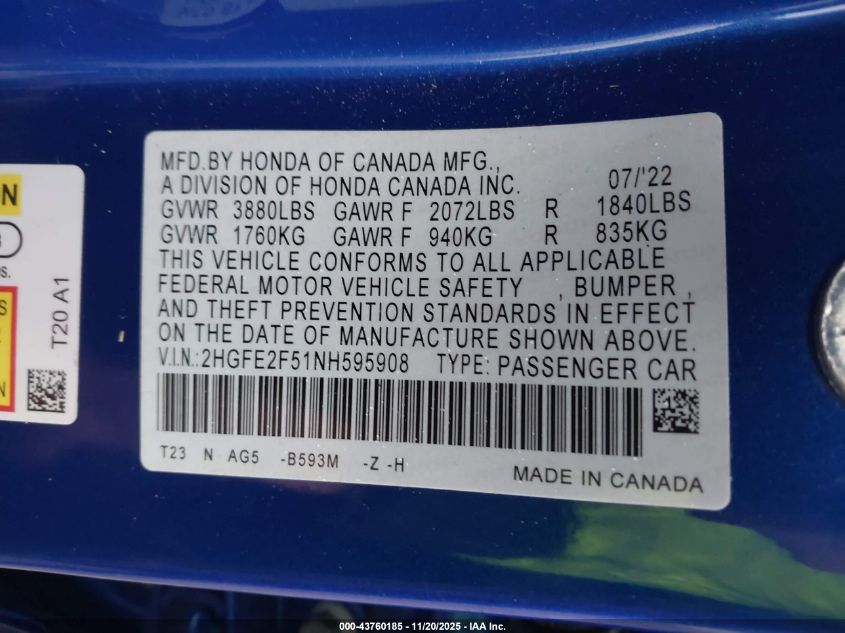 MFD.BY HONDA OF CANADA MFG.,
A DIVISION OF HONDA CANADA INC. 07/'22
GVWR 3880LBS GAWR F 2072LBS R 1840LBS
GVWR 1760KG GAWR F 940KG R 835KG
THIS VEHICLE CONFORMS TO ALL APPLICABLE
FEDERAL MOTOR VEHICLE SAFETY , BUMPER ,
AND THEFT PREVENTION STANDARDS IN EFFECT
ON THE DATE OF MANUFACTURE SHOWN ABOVE.
V.I.N.:2HGFE2F51NH595908 TYPE: PASSENGER CAR
T23 N AG5 -B593M -Z -H
MADE IN CANADA
T20 A1
000-43760185 - 11/20/2025 - IAA Inc.